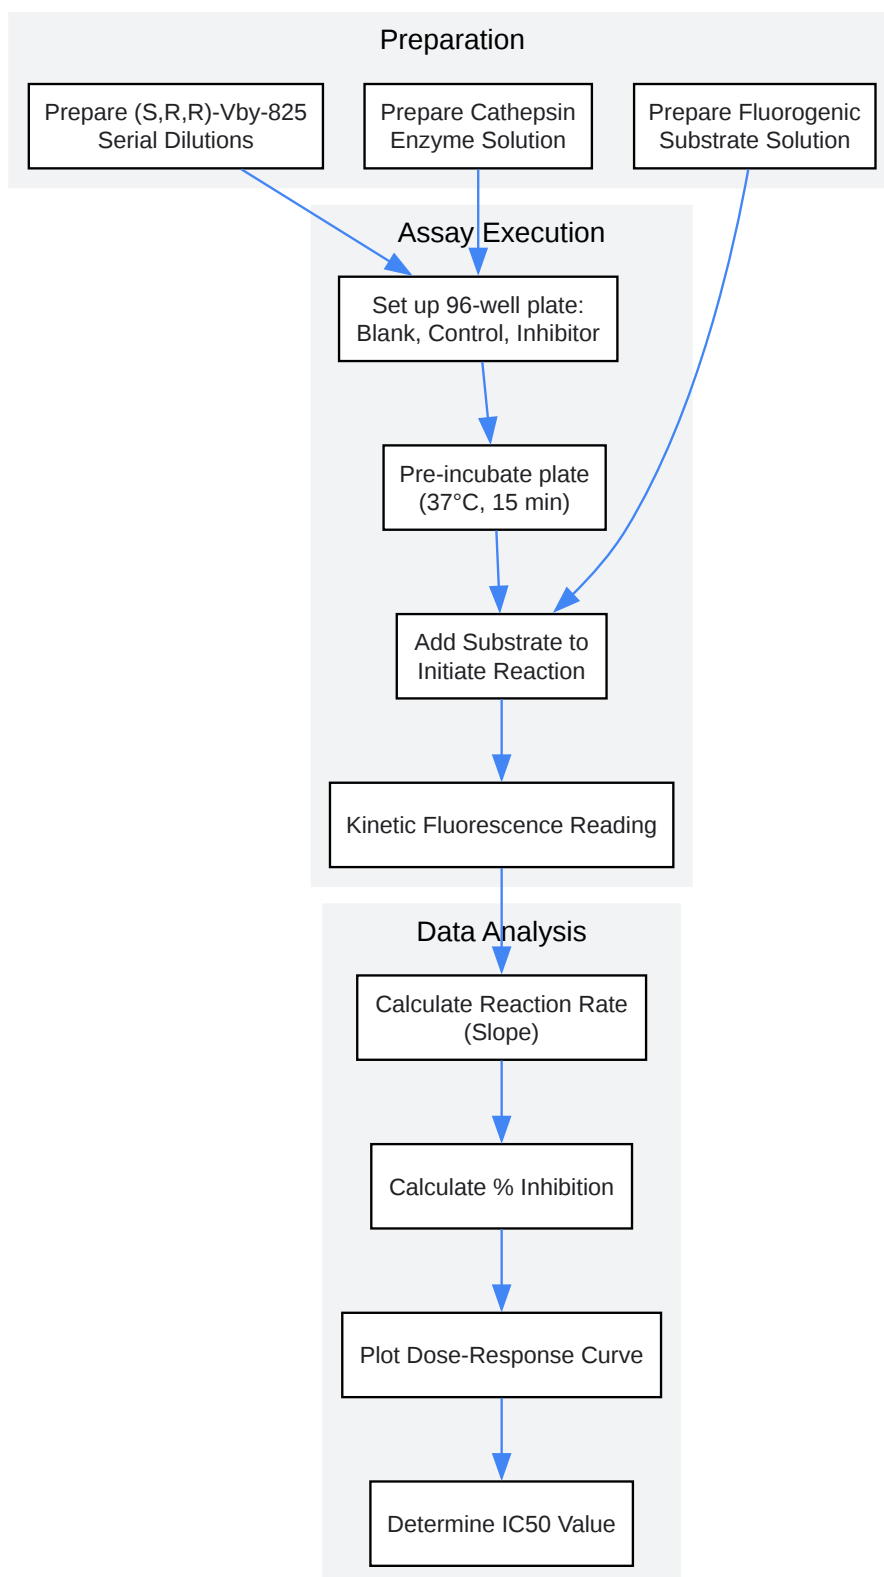 Preparation
Prepare (S,R,R)-Vby-825
Serial Dilutions
Prepare Cathepsin
Enzyme Solution
Prepare Fluorogenic
Substrate Solution
Assay Execution
Set up 96-well plate:
Blank, Control, Inhibitor
Pre-incubate plate
(37°C, 15 min)
Add Substrate to
Initiate Reaction
Kinetic Fluorescence Reading
Data Analysis
Calculate Reaction Rate
(Slope)
Calculate % Inhibition
Plot Dose-Response Curve
Determine IC50 Value